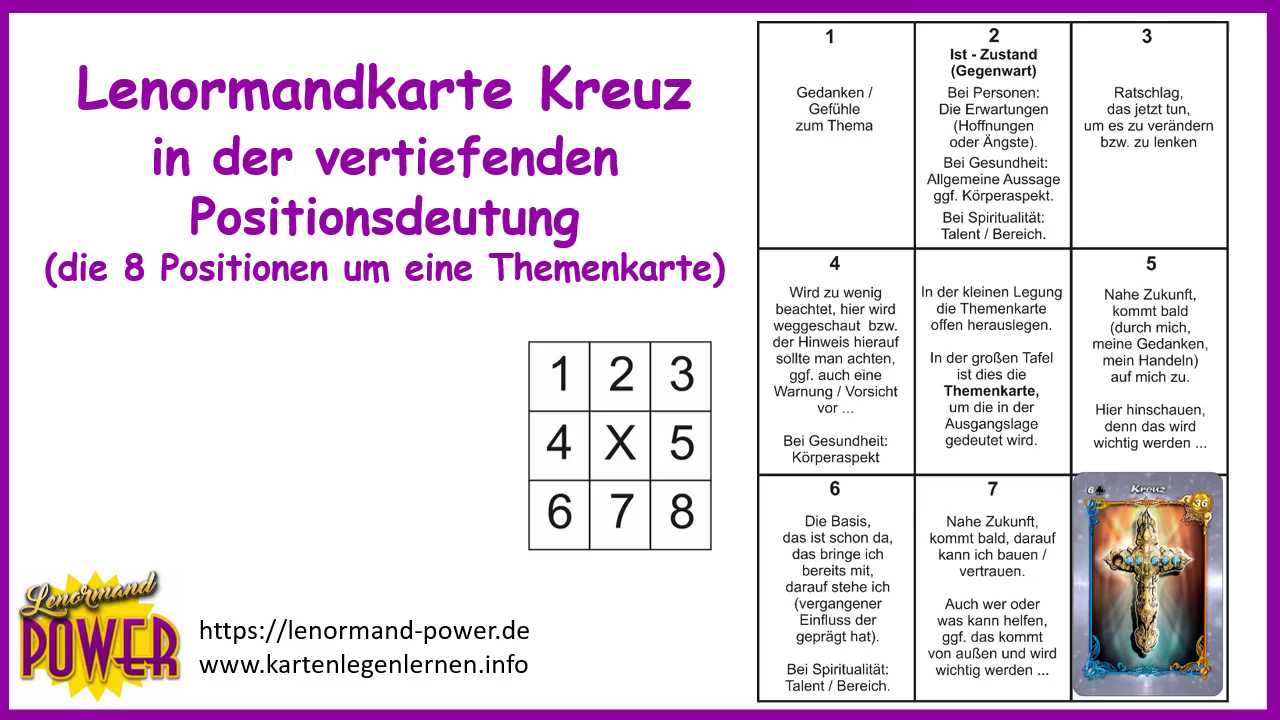 Lenormandkarte Kreuz
in der vertiefenden
Positionsdeutung
(die 8 Positionen um eine Themenkarte)
1 2 3
4 X 5
6 7 8
Lenormand
POWER
https://lenormand-power.de
www.kartenlegenlernen.info
1
Gedanken /
Gefühle
zum Thema
2
Ist - Zustand
(Gegenwart)
Bei Personen:
Die Erwartungen
(Hoffnungen
oder Ängste).
Bei Gesundheit:
Allgemeine Aussage
ggf. Körperaspekt.
Bei Spiritualität:
Talent / Bereich.
3
Ratschlag,
das jetzt tun,
um es zu verändern
bzw. zu lenken
4
Wird zu wenig
beachtet, hier wird
weggeschaut bzw.
der Hinweis hierauf
sollte man achten,
ggf. auch eine
Warnung / Vorsicht
vor ...
Bei Gesundheit:
Körperaspekt
In der kleinen Legung
die Themenkarte
offen herauslegen.
In der großen Tafel
ist dies die
Themenkarte,
um die in der
Ausgangslage
gedeutet wird.
5
Nahe Zukunft,
kommt bald
(durch mich,
meine Gedanken,
mein Handeln)
auf mich zu.
Hier hinschauen,
denn das wird
wichtig werden ...
6
Die Basis,
das ist schon da,
das bringe ich
bereits mit,
darauf stehe ich
(vergangener
Einfluss der
geprägt hat).
Bei Spiritualität:
Talent / Bereich.
7
Nahe Zukunft,
kommt bald, darauf
kann ich bauen /
vertrauen.
Auch wer oder
was kann helfen,
ggf. das kommt
von außen und wird
wichtig werden ...
6♣ Kreuz
36